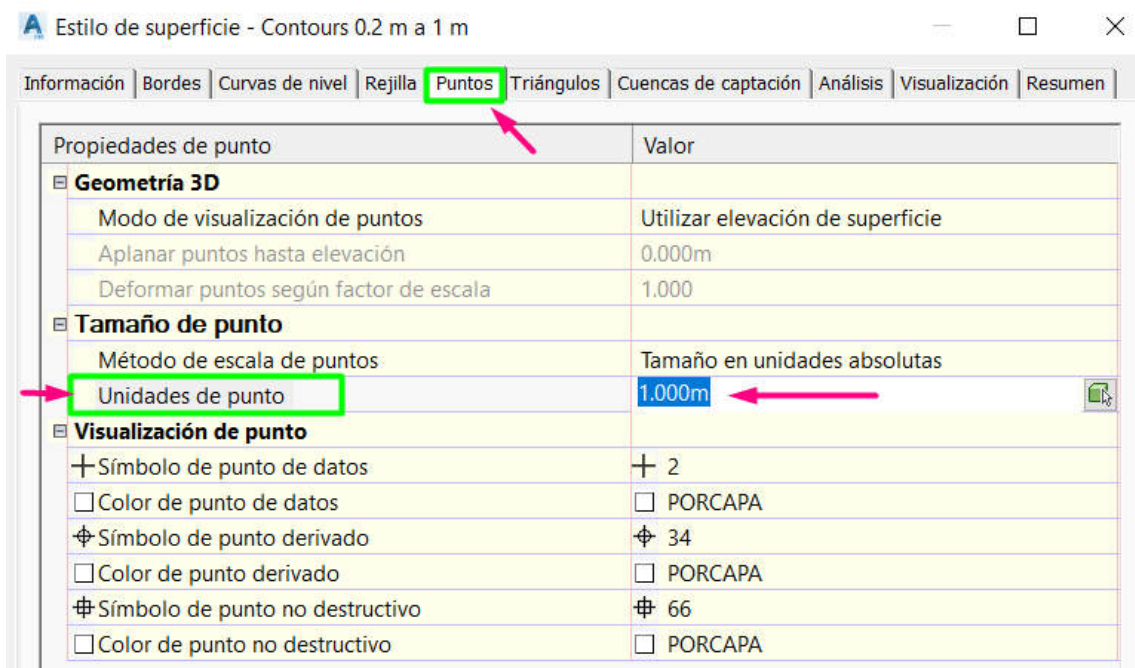 Estilo de superficie - Contours 0.2 m a 1 m
Información Bordes Curvas de nivel Rejilla Puntos Triángulos Cuencas de captación Análisis Visualización Resumen
Propiedades de punto Valor
Geometría 3D
Modo de visualización de puntos Utilizar elevación de superficie
Aplanar puntos hasta elevación 0.000m
Deformar puntos según factor de escala 1.000
Tamaño de punto
Método de escala de puntos Tamaño en unidades absolutas
Unidades de punto 1.000m
Visualización de punto
Símbolo de punto de datos 2
Color de punto de datos PORCAPA
Símbolo de punto derivado 34
Color de punto derivado PORCAPA
Símbolo de punto no destructivo 66
Color de punto no destructivo PORCAPA